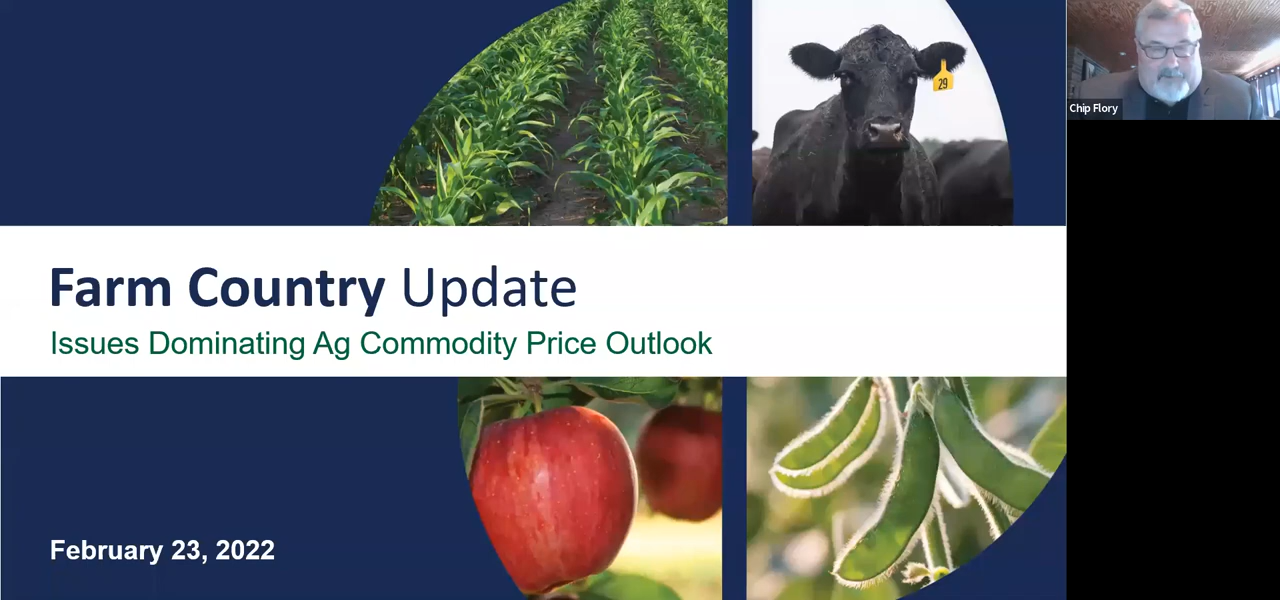 29
Chip Flory
Farm Country Update
Issues Dominating Ag Commodity Price Outlook
February 23, 2022